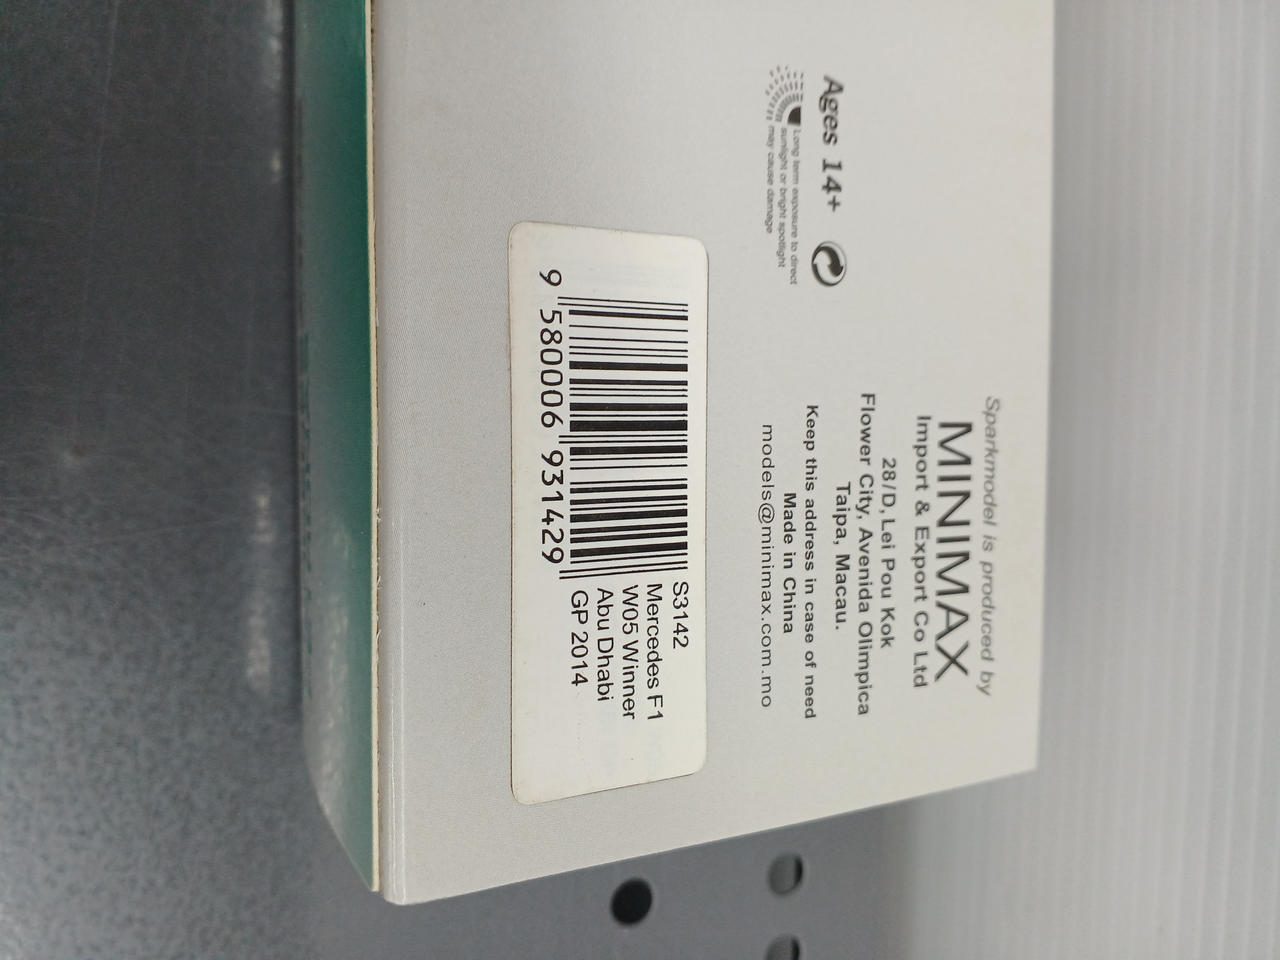 Sparkmodel is produced by
MINIMAX
Import & Export Co Ltd
28/D, Lei Pou Kok
Flower City, Avenida Olimpica
Taipa, Macau.
Keep this address in case of need
Made in China
models@minimax.com.mo
Ages 14+
Long term exposure to direct
sunlight or bright spotlight
may cause damage
S3142
Mercedes F1
W05 Winner
Abu Dhabi
GP 2014
9 580006 931429